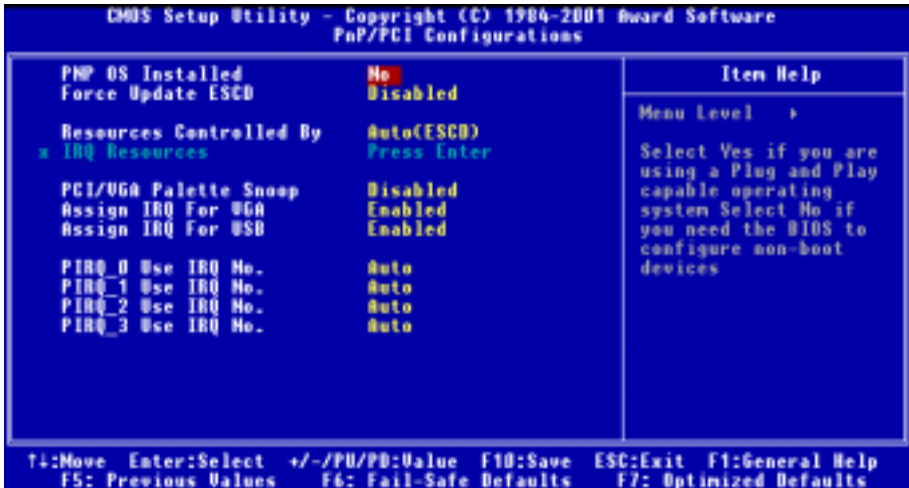 CMOS Setup Utility - Copyright (C) 1984-2001 Award Software
PnP/PCI Configurations
PNP OS Installed No
Force Update ESCD Disabled
Resources Controlled By Auto(ESCD)
x IRQ Resources Press Enter
PCI/VGA Palette Snoop Disabled
Assign IRQ For VGA Enabled
Assign IRQ For USB Enabled
PIRQ_0 Use IRQ No. Auto
PIRQ_1 Use IRQ No. Auto
PIRQ_2 Use IRQ No. Auto
PIRQ_3 Use IRQ No. Auto
Item Help
Menu Level ▸
Select Yes if you are
using a Plug and Play
capable operating
system Select No if
you need the BIOS to
configure non-boot
devices
↑↓:Move Enter:Select +/-/PU/PD:Value F10:Save ESC:Exit F1:General Help
F5: Previous Values F6: Fail-Safe Defaults F7: Optimized Defaults